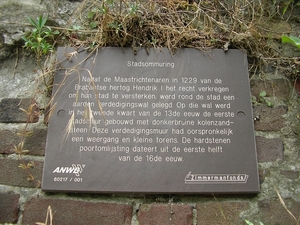 Stadsommuring
Nadat de Maastrichtenaren in 1229 van de
Brabantse hertog Hendrik I het recht verkregen
om hun stad te versterken, werd rond de stad een
aarden verdedigingswal gelegd. Op die wal werd
in het tweede kwart van de 13de eeuw de eerste
stadsmuur gebouwd met donkerbruine kolenzand-
steen. Deze verdedigingsmuur had oorspronkelijk
een weergang en kleine torens. De hardstenen
poortomlijsting dateert uit de eerste helft
van de 16de eeuw
ANWB
60217 / 001
Zimmermanfonds